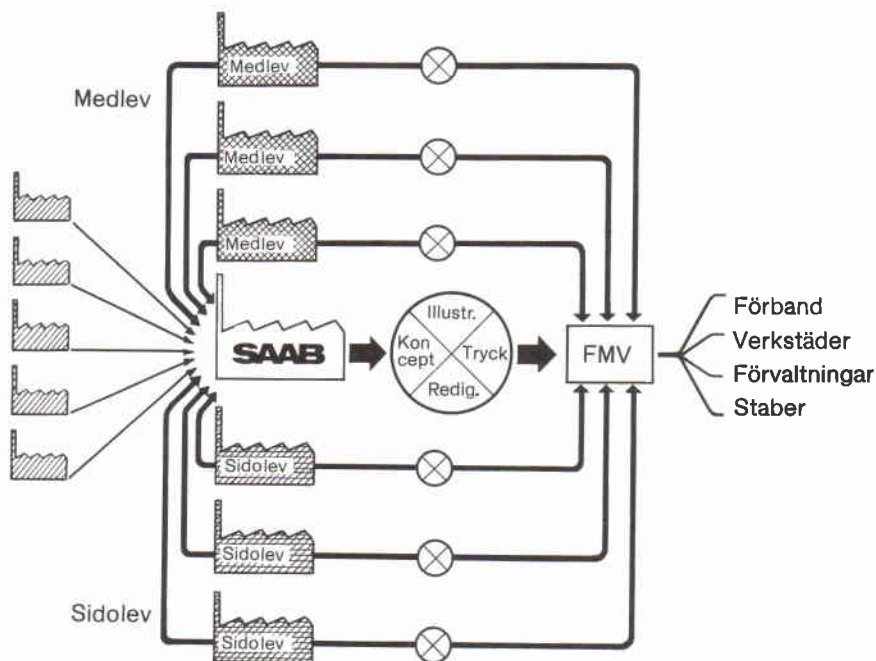 Medlev
Medlev
Medlev
Medlev
SAAB
Illustr.
Kon
cept
Tryck
Redig.
FMV
Förband
Verkstäder
Förvaltningar
Staber
Sidolev
Sidolev
Sidolev
Sidolev